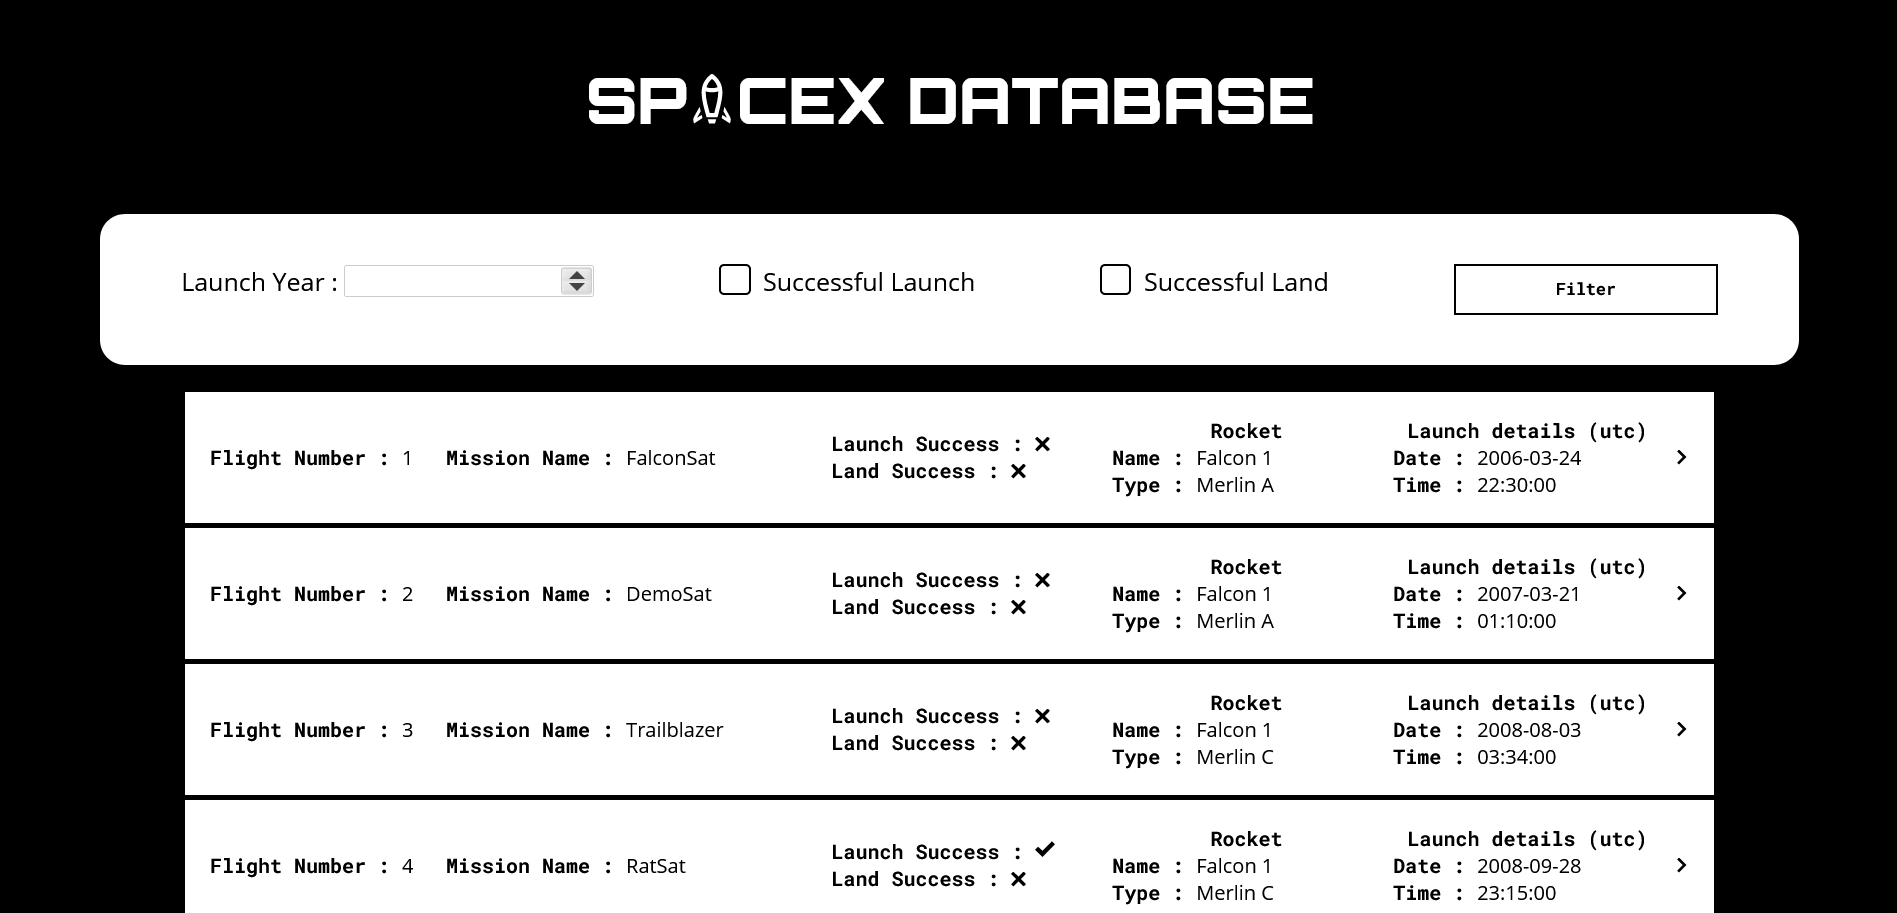 SPACEX DATABASE
Launch Year :
Successful Launch
Successful Land
Filter
Flight Number : 1
Mission Name : FalconSat
Launch Success : ✖
Land Success : ✖
Rocket
Name : Falcon 1
Type : Merlin A
Launch details (utc)
Date : 2006-03-24
Time : 22:30:00
Flight Number : 2
Mission Name : DemoSat
Launch Success : ✖
Land Success : ✖
Rocket
Name : Falcon 1
Type : Merlin A
Launch details (utc)
Date : 2007-03-21
Time : 01:10:00
Flight Number : 3
Mission Name : Trailblazer
Launch Success : ✖
Land Success : ✖
Rocket
Name : Falcon 1
Type : Merlin C
Launch details (utc)
Date : 2008-08-03
Time : 03:34:00
Flight Number : 4
Mission Name : RatSat
Launch Success : ✔
Land Success : ✖
Rocket
Name : Falcon 1
Type : Merlin C
Launch details (utc)
Date : 2008-09-28
Time : 23:15:00